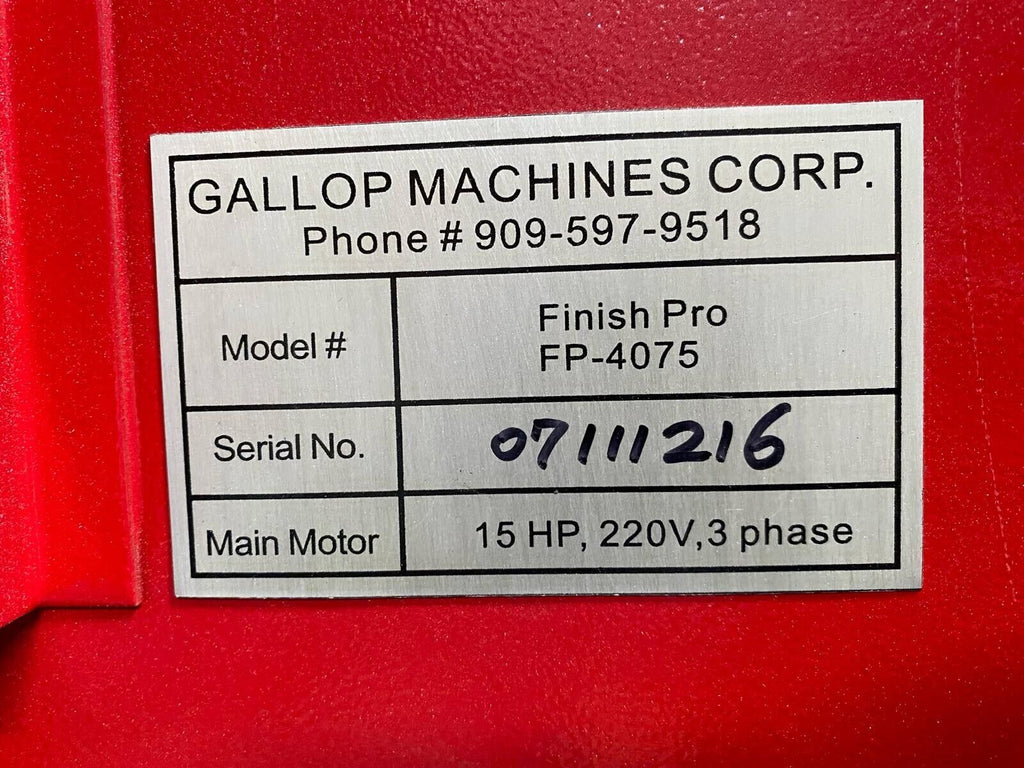 GALLOP MACHINES CORP.
Phone # 909-597-9518
Model #
Finish Pro
FP-4075
Serial No.
07111216
Main Motor
15 HP, 220V,3 phase